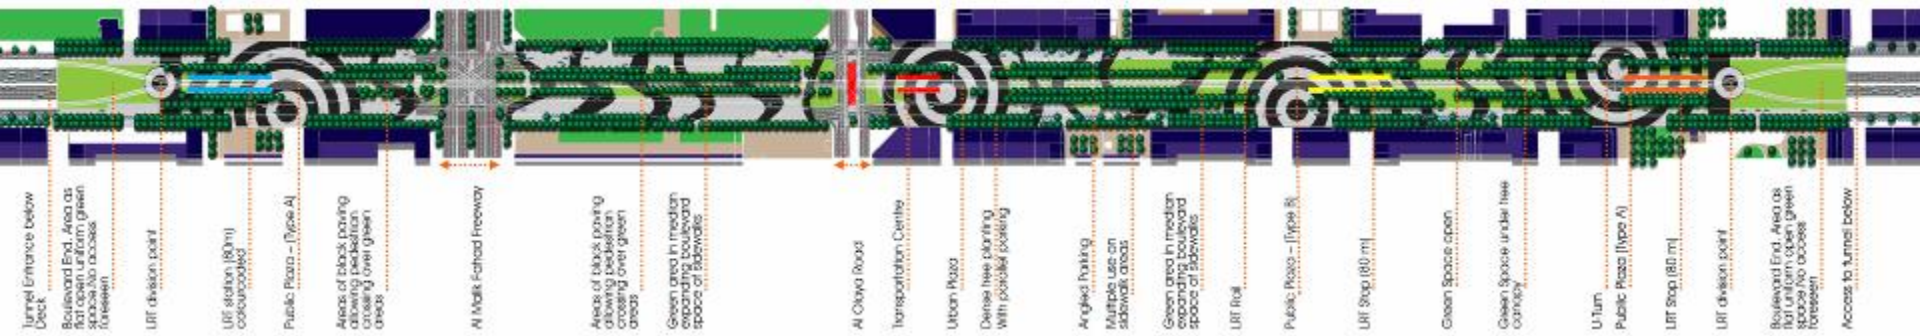 Tunnel Entrance below
Deck
Boulevard End. Area as
flat open uniform green
space.No access
foreseen
LRT division point
LRT station (80m)
colourcoded
Public Plaza – (Type A)
Areas of black paving
allowing pedestrian
crossing over green
areas
Al Malik Fahaad Freeway
Areas of black paving
allowing pedestrian
crossing over green
areas
Green area in median
expanding boulevard
space of sidewalks
Al Olaya Road
Transportation Centre
Urban Plaza
Dense tree planting
With parallel parking
Angled Parking
Multiple use on
sidewalk areas
Green area in median
expanding boulevard
space of sidewalks
LRT Rail
Public Plaza – (Type B)
LRT Stop (80 m)
Green Space open
Green Space under tree
canopy
U-Turn
Public Plaza (Type A)
LRT Stop (80 m)
LRT division point
Boulevard End. Area as
flat uniform open green
space.No access
foreseen
Access to tunnel below